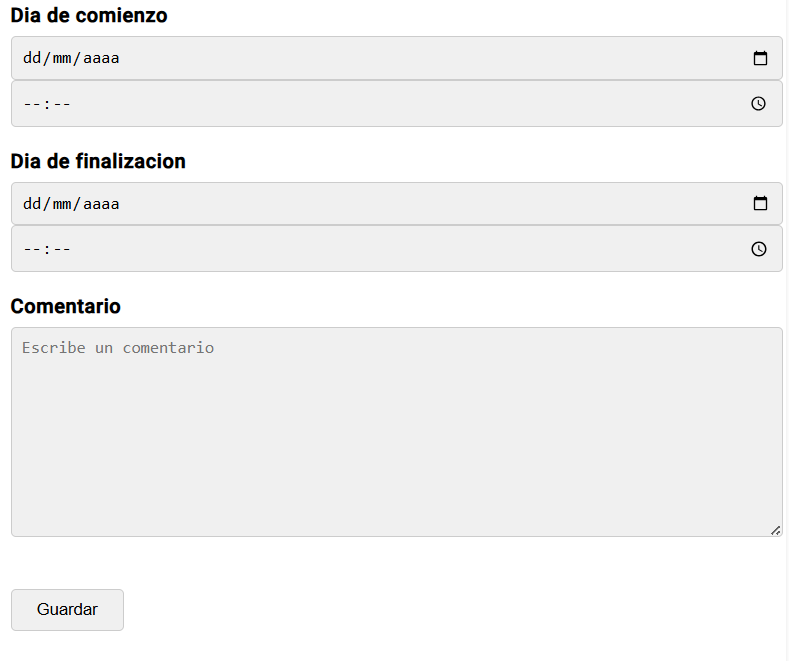 Dia de comienzo
dd/mm/aaaa
--:--
Dia de finalizacion
dd/mm/aaaa
--:--
Comentario
Escribe un comentario
Guardar